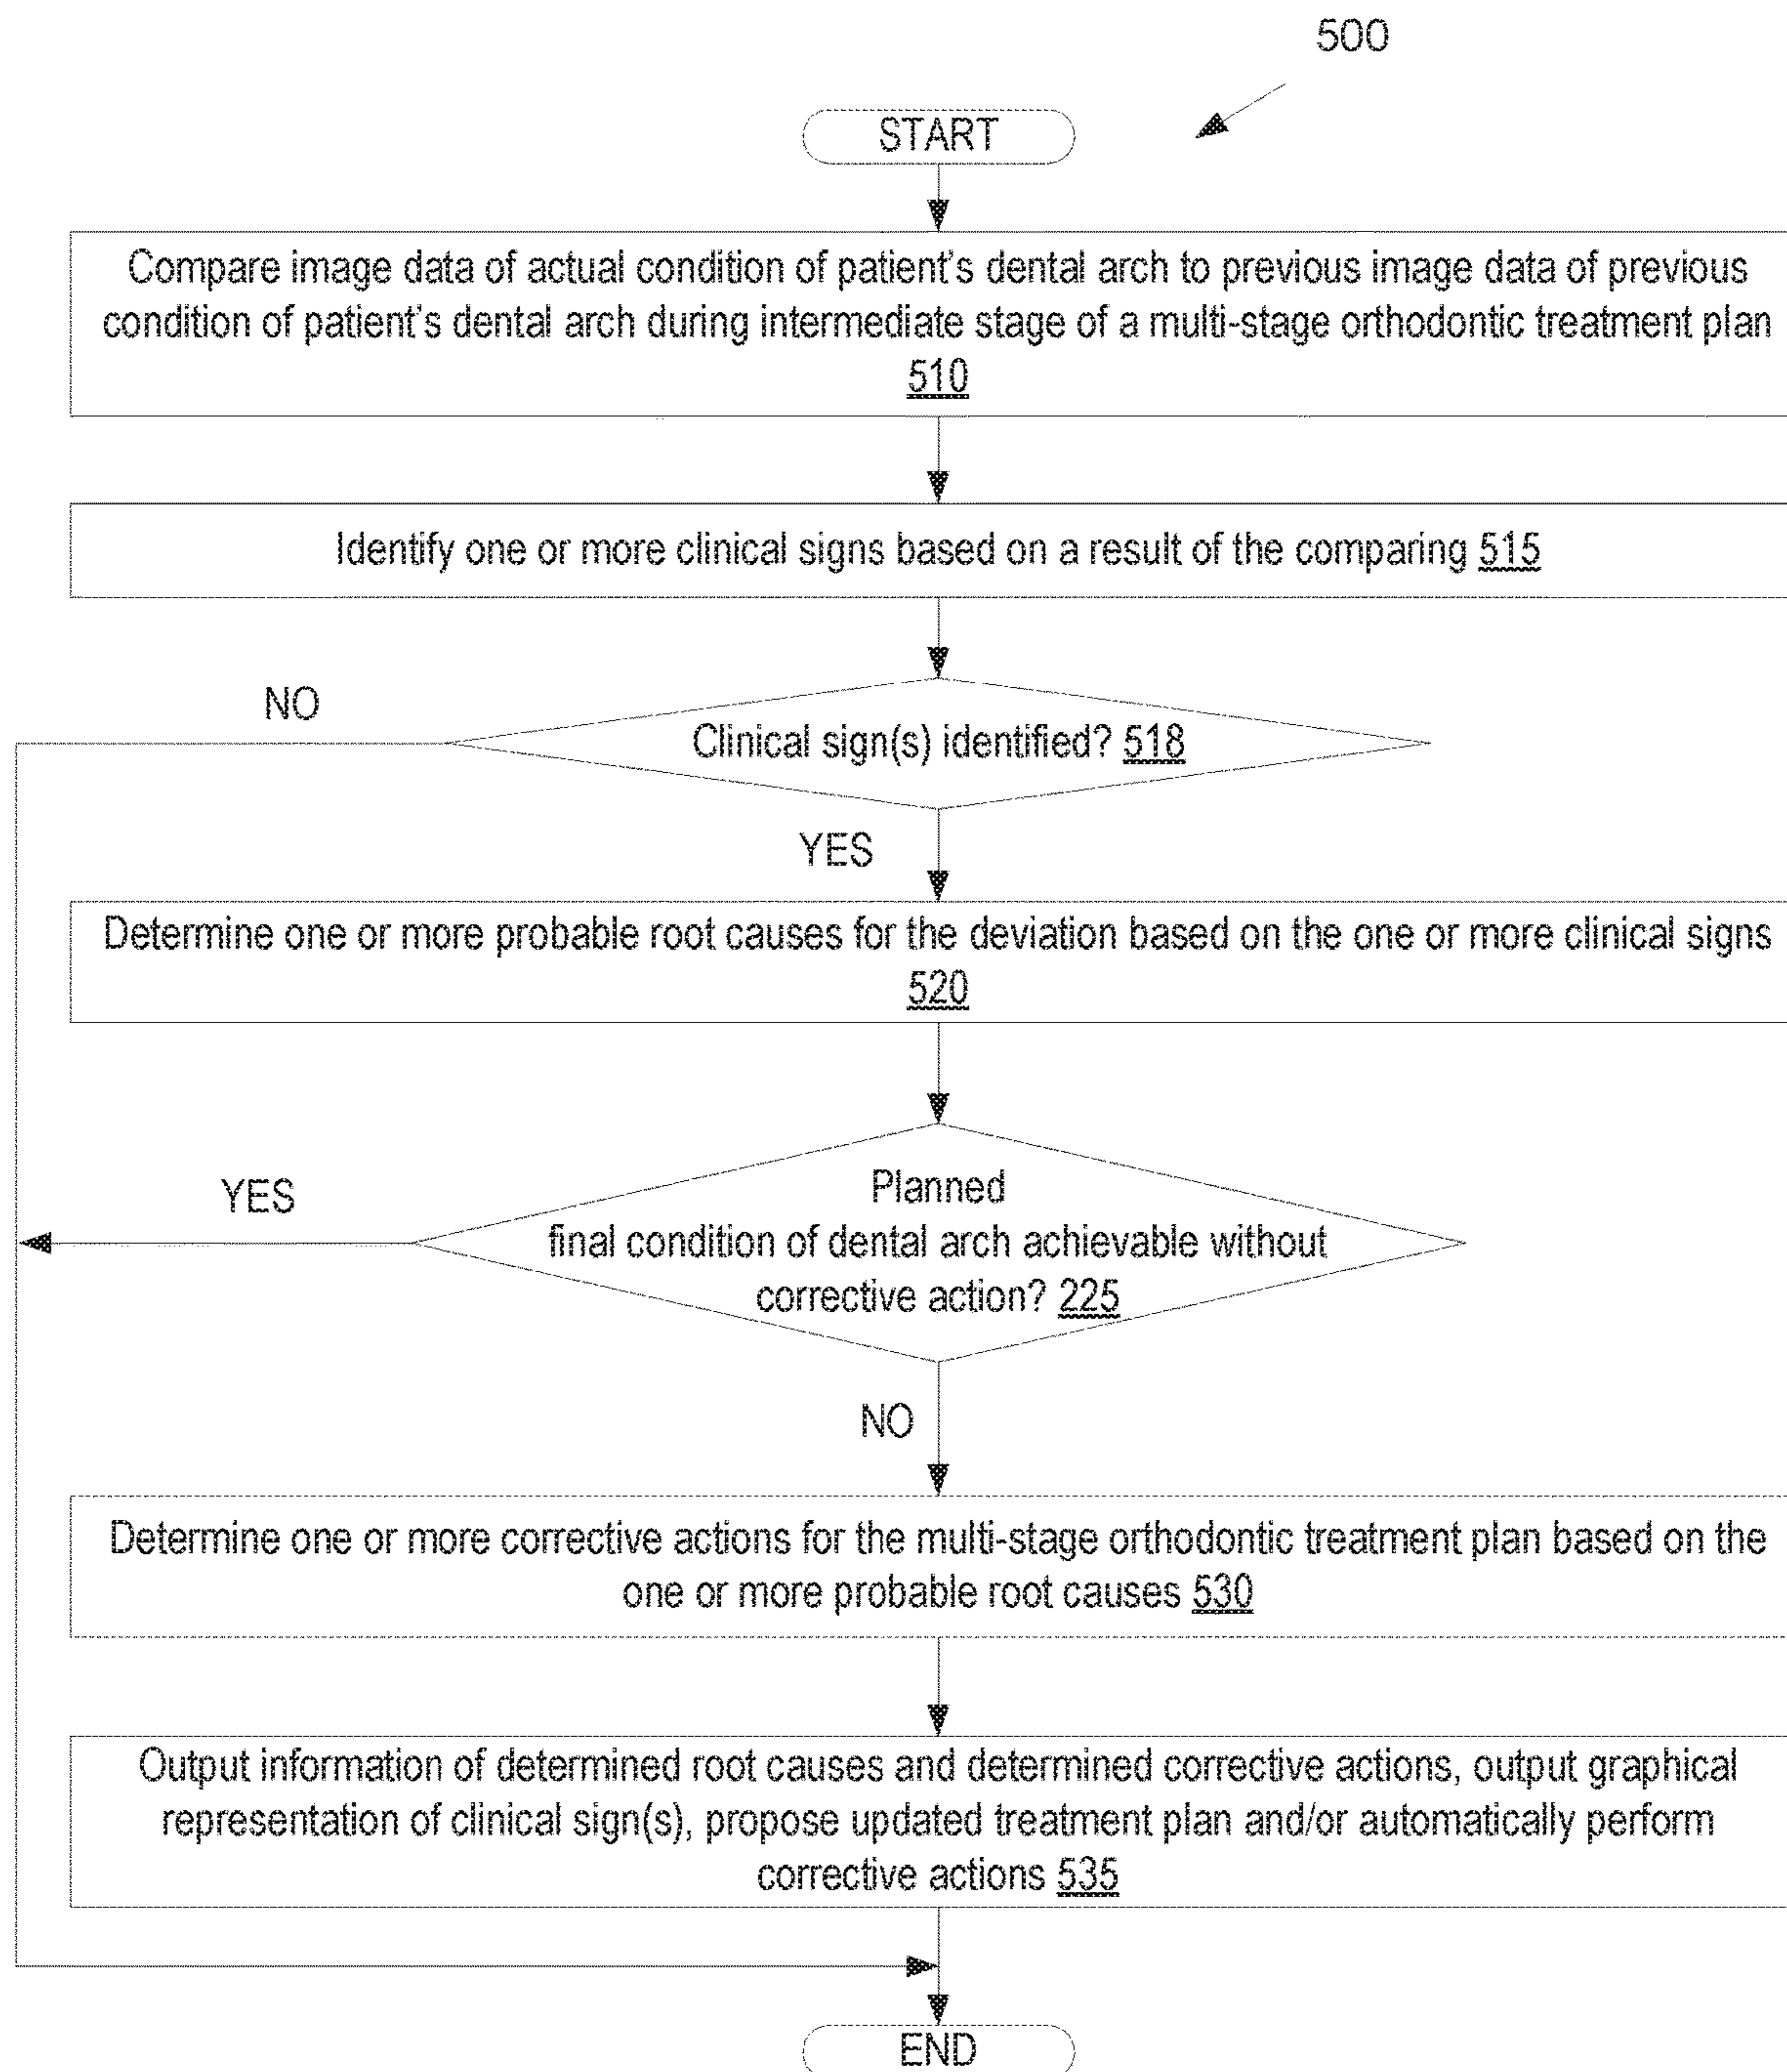 500
START
Compare image data of actual condition of patient's dental arch to previous image data of previous
condition of patient's dental arch during intermediate stage of a multi-stage orthodontic treatment plan
510
Identify one or more clinical signs based on a result of the comparing 515
NO
Clinical sign(s) identified? 518
YES
Determine one or more probable root causes for the deviation based on the one or more clinical signs
520
YES
Planned
final condition of dental arch achievable without
corrective action? 225
NO
Determine one or more corrective actions for the multi-stage orthodontic treatment plan based on the
one or more probable root causes 530
Output information of determined root causes and determined corrective actions, output graphical
representation of clinical sign(s), propose updated treatment plan and/or automatically perform
corrective actions 535
END